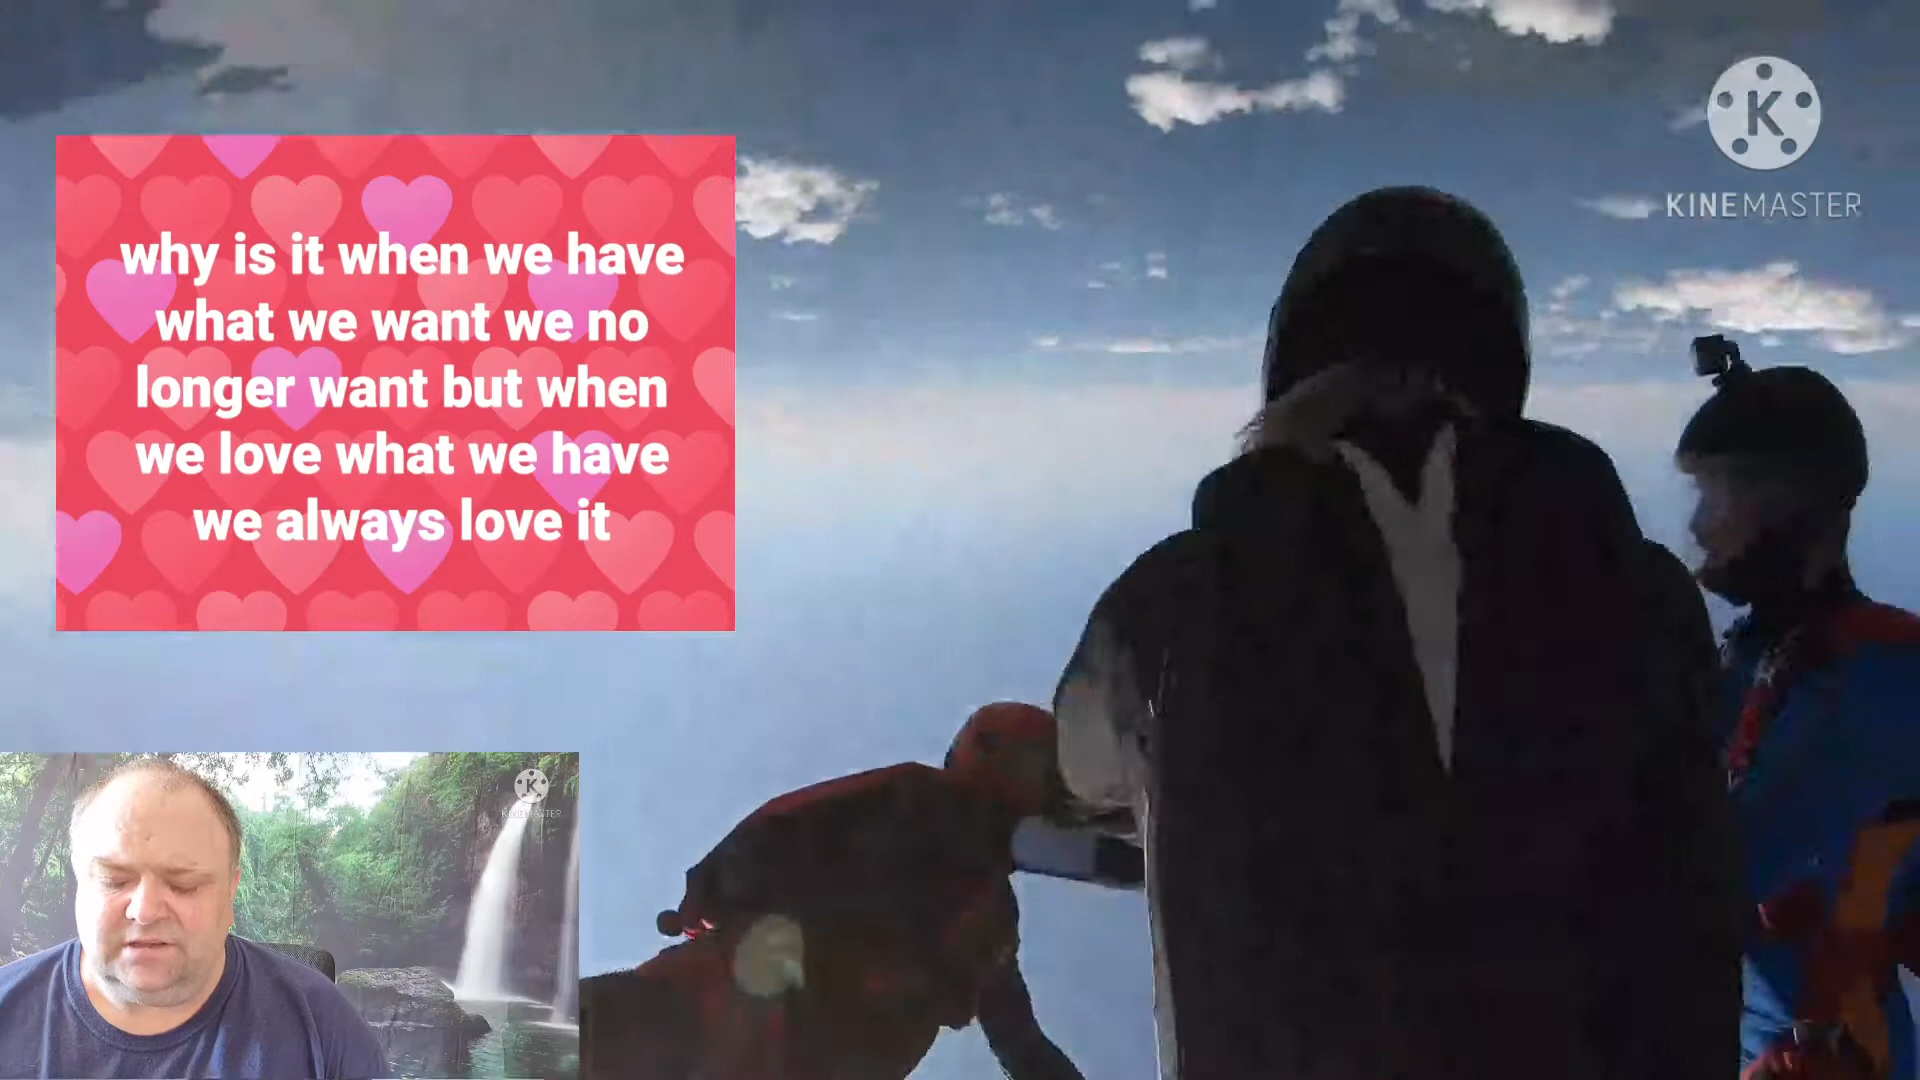 why is it when we have
what we want we no
longer want but when
we love what we have
we always love it
K
KINEMASTER
K
KINEMASTER